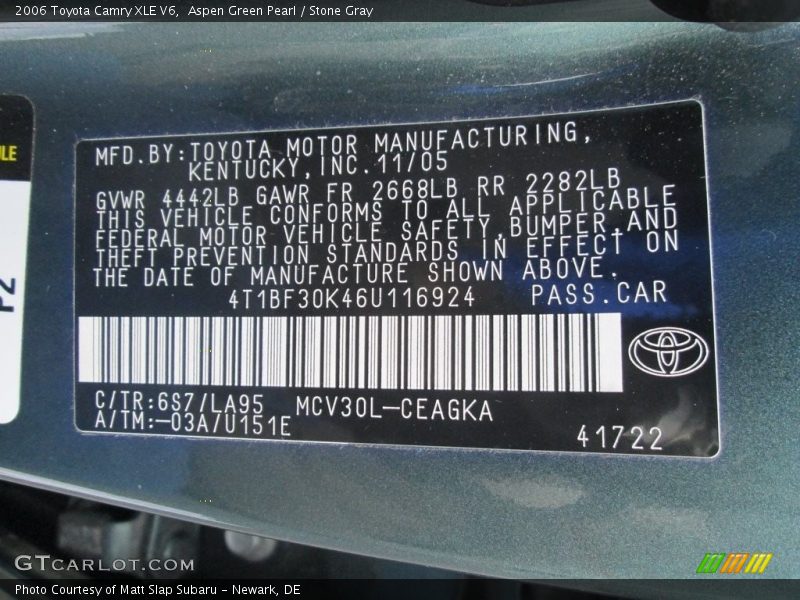 2006 Toyota Camry XLE V6,  Aspen Green Pearl / Stone Gray
MFD.BY:TOYOTA MOTOR MANUFACTURING,
KENTUCKY,INC.11/05
GVWR 4442LB GAWR FR 2668LB RR 2282LB
THIS VEHICLE CONFORMS TO ALL APPLICABLE
FEDERAL MOTOR VEHICLE SAFETY,BUMPER,AND
THEFT PREVENTION STANDARDS IN EFFECT ON
THE DATE OF MANUFACTURE SHOWN ABOVE.
4T1BF30K46U116924 PASS.CAR
C/TR:6S7/LA95 MCV30L-CEAGKA
A/TM:-03A/U151E
41722
GTCARLOT.COM
Photo Courtesy of Matt Slap Subaru - Newark, DE